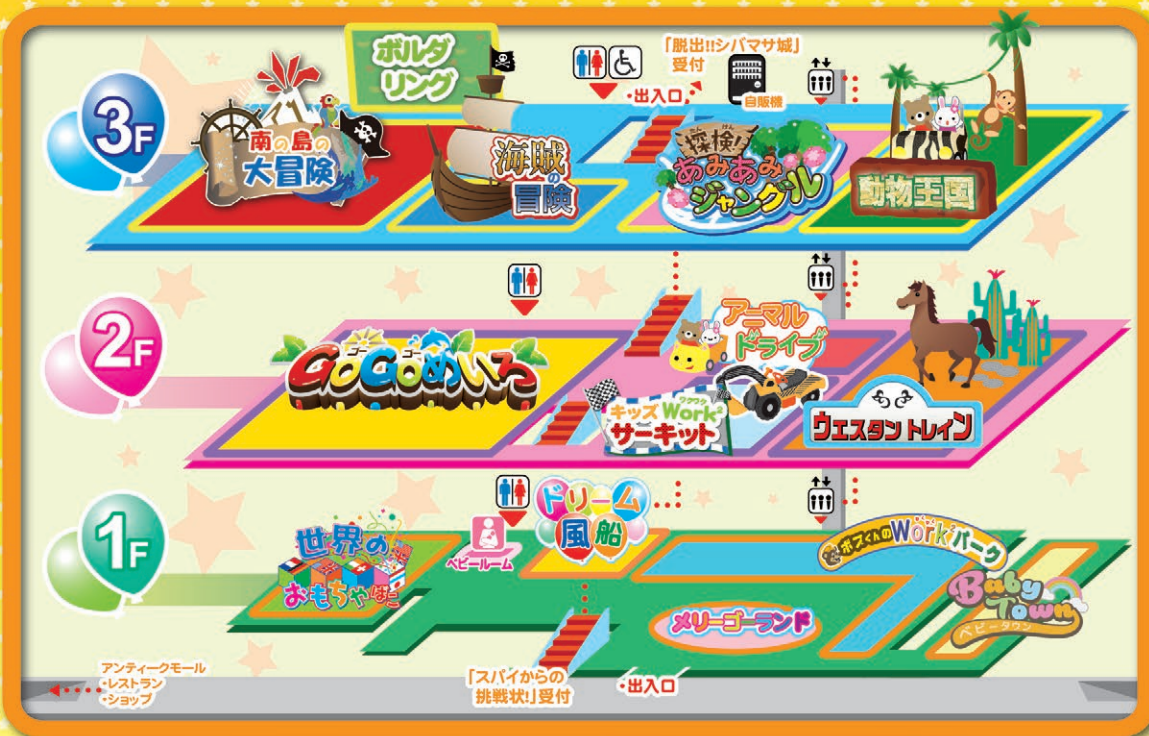 3F
ボルダ
リング
南の島の
大冒険
海賊の
冒険
・出入口
「脱出!!シバマサ城」
受付
自販機
たんけん
探検!
あみあみ
ジャングル
動物王国
2F
ゴー ゴー
GoGoめいろ
アニマル
ドライブ
ワクワク
キッズWork²
サーキット
ウエスタン トレイン
1F
世界の
おもちゃばこ
ベビールーム
ドリーム
風船
メリーゴーランド
ボスくんのWork²パーク
Baby
Town
ベビータウン
アンティークモール
・レストラン
・ショップ
「スパイからの
挑戦状!」受付
・出入口